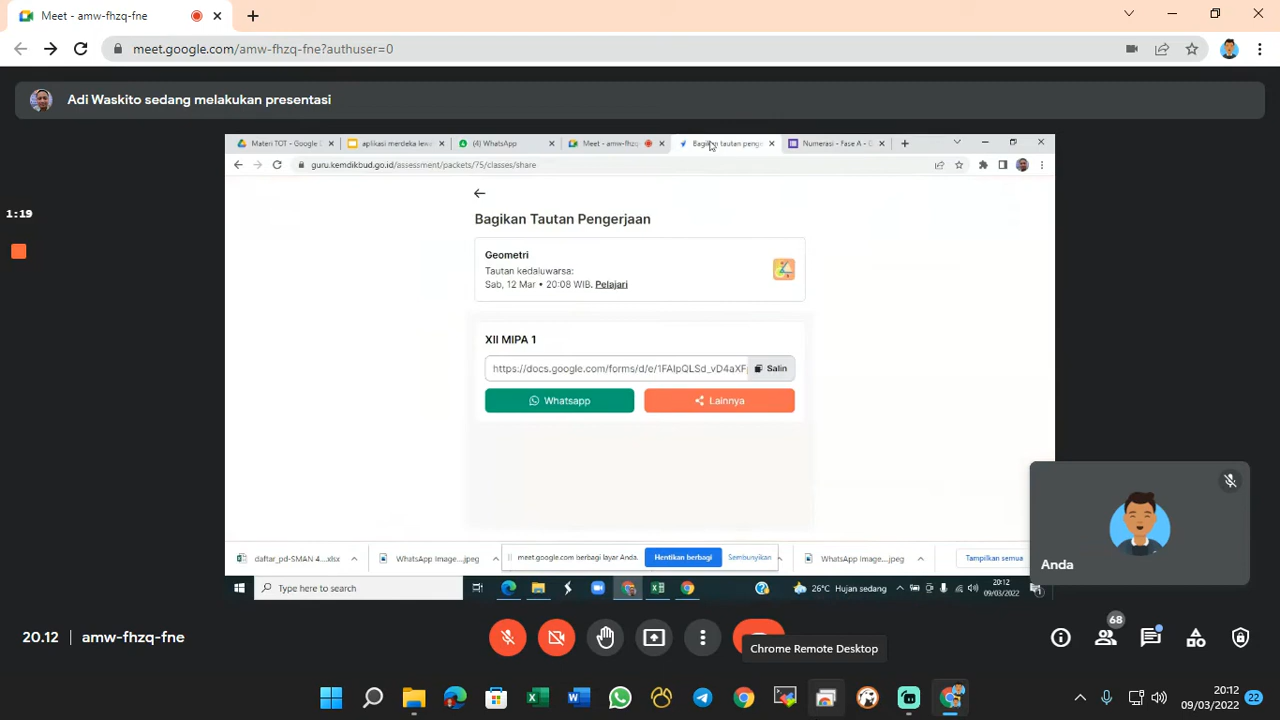 Meet - amw-fhzq-fne
meet.google.com/amw-fhzq-fne?authuser=0
Adi Waskito sedang melakukan presentasi
1:19
Materi TOT - Google
aplikasi merdeka lewa
(4) WhatsApp
Meet - amw-fhzq
Bagikan tautan penge
Numerasi - Fase A -
guru.kemdikbud.go.id/assessment/packets/75/classes/share
Bagikan Tautan Pengerjaan
Geometri
Tautan kedaluwarsa:
Sab, 12 Mar • 20:08 WIB. Pelajari
XII MIPA 1
https://docs.google.com/forms/d/e/1FAIpQLSd_vD4aXF
Salin
Whatsapp
Lainnya
Anda
daftar_pd-SMAN 4....xlsx
WhatsApp Image....jpeg
meet.google.com berbagi layar Anda.
Hentikan berbagi
Sembunyikan
WhatsApp Image....jpeg
Tampilkan semua
Type here to search
26°C Hujan sedang
20:12
09/03/2022
20.12 | amw-fhzq-fne
68
Chrome Remote Desktop
20:12
09/03/2022
22